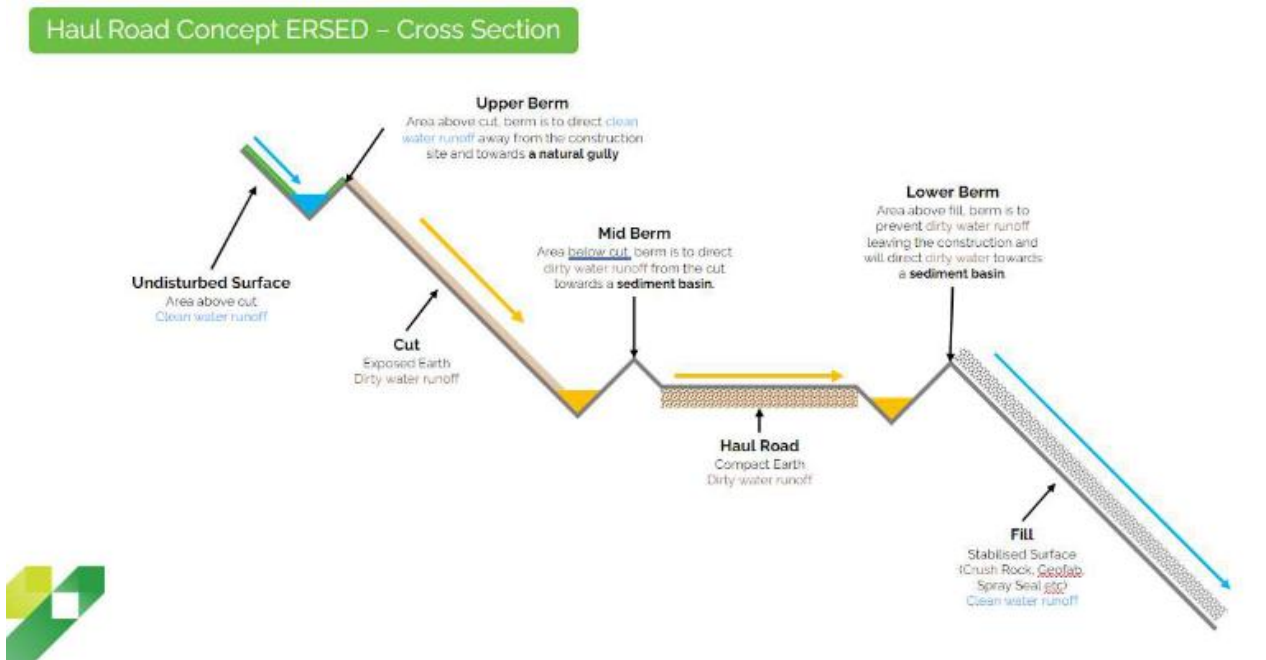 Haul Road Concept ERSED – Cross Section
Upper Berm
Area above cut, berm is to direct clean
water runoff away from the construction
site and towards a natural gully
Undisturbed Surface
Area above cut
Clean water runoff
Cut
Exposed Earth
Dirty water runoff
Mid Berm
Area below cut, berm is to direct
dirty water runoff from the cut
towards a sediment basin.
Haul Road
Compact Earth
Dirty water runoff
Lower Berm
Area above fill, berm is to
prevent dirty water runoff
leaving the construction and
will direct dirty water towards
a sediment basin
Fill
Stabilised Surface
(Crush Rock, Geofab,
Spray Seal etc)
Clean water runoff